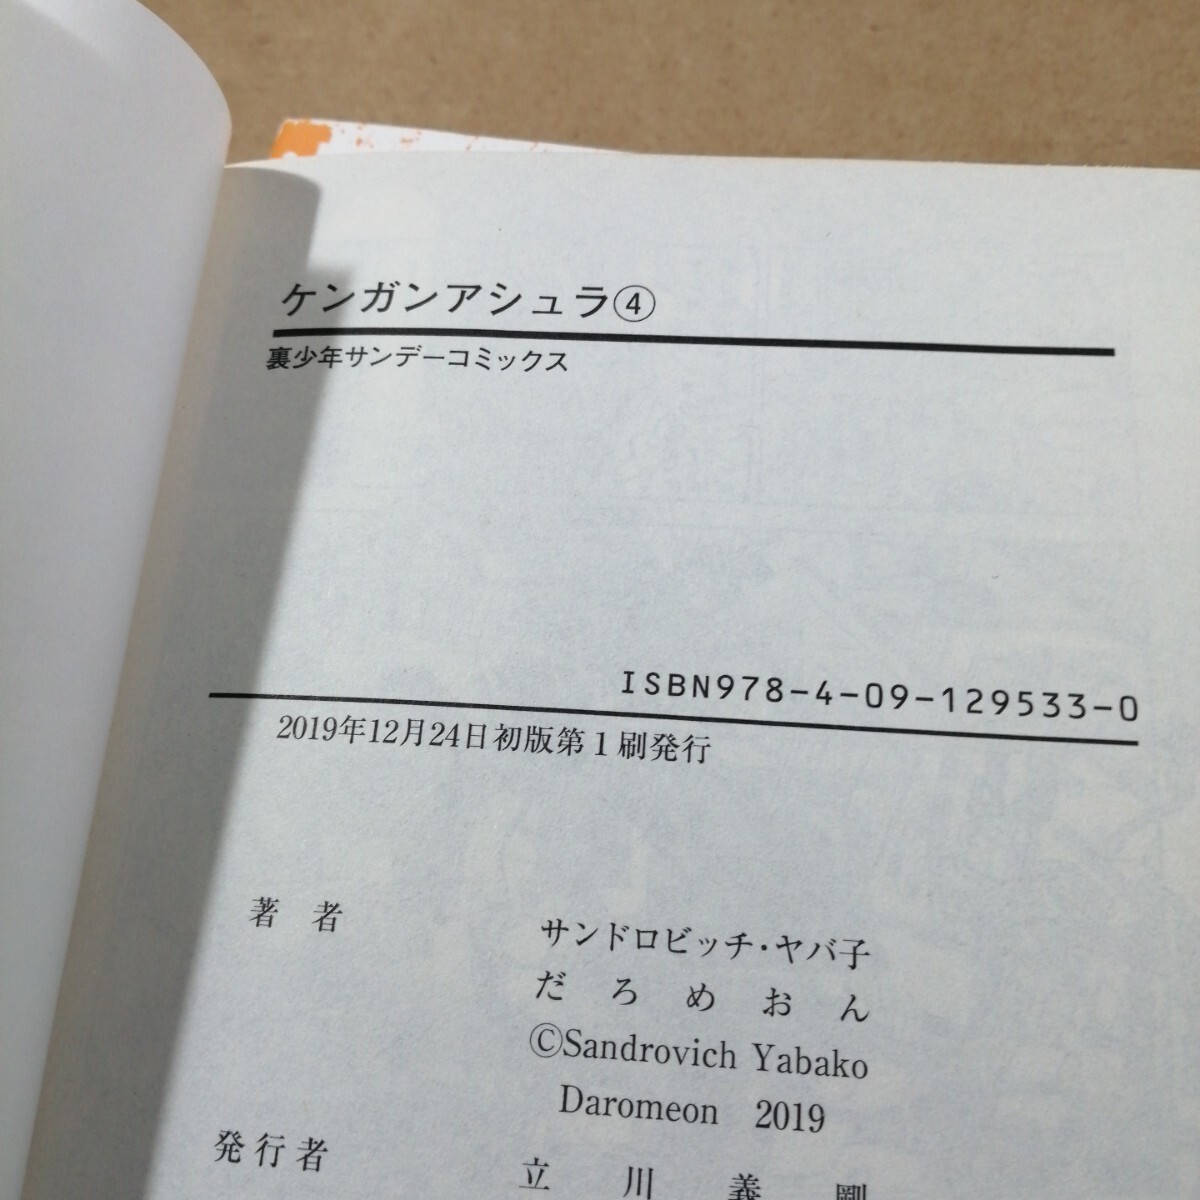 ケンガンアシュラ④
裏少年サンデーコミックス
ISBN978-4-09-129533-0
2019年12月24日初版第1刷発行
著者 サンドロビッチ・ヤバ子
だろめおん
©Sandrovich Yabako
Daromeon 2019
発行者 立川義剛